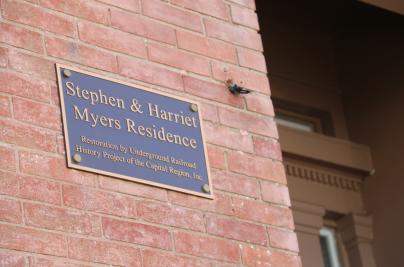 Stephen & Harriet
Myers Residence
Restoration by Underground Railroad
History Project of the Capital Region, Inc.